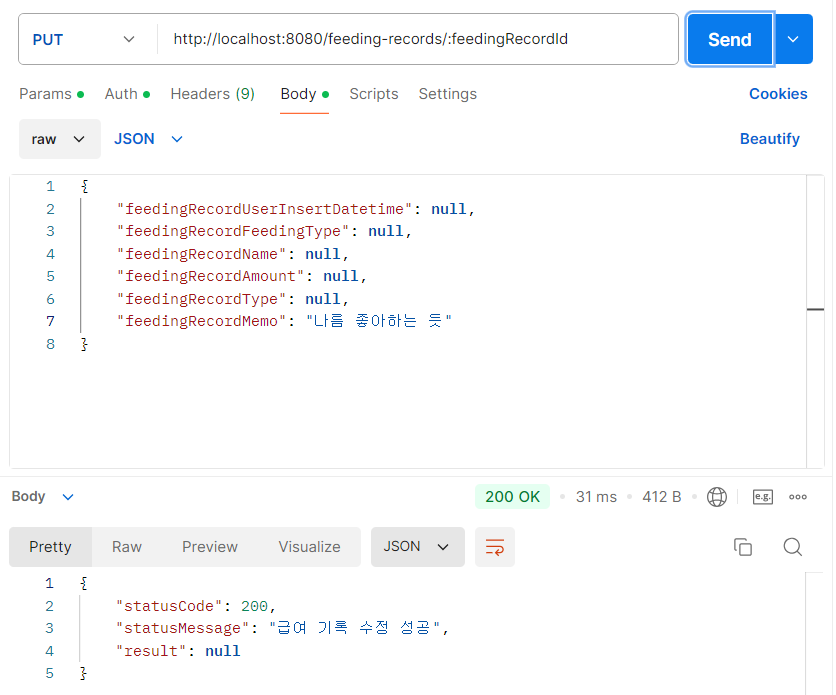 PUT http://localhost:8080/feeding-records/:feedingRecordId Send
Params Auth Headers (9) Body Scripts Settings Cookies
raw JSON Beautify
1 {
2 "feedingRecordUserInsertDatetime": null,
3 "feedingRecordFeedingType": null,
4 "feedingRecordName": null,
5 "feedingRecordAmount": null,
6 "feedingRecordType": null,
7 "feedingRecordMemo": "나름 좋아하는 듯"
8 }
Body 200 OK 31 ms 412 B e.g.
Pretty Raw Preview Visualize JSON
1 {
2 "statusCode": 200,
3 "statusMessage": "급여 기록 수정 성공",
4 "result": null
5 }